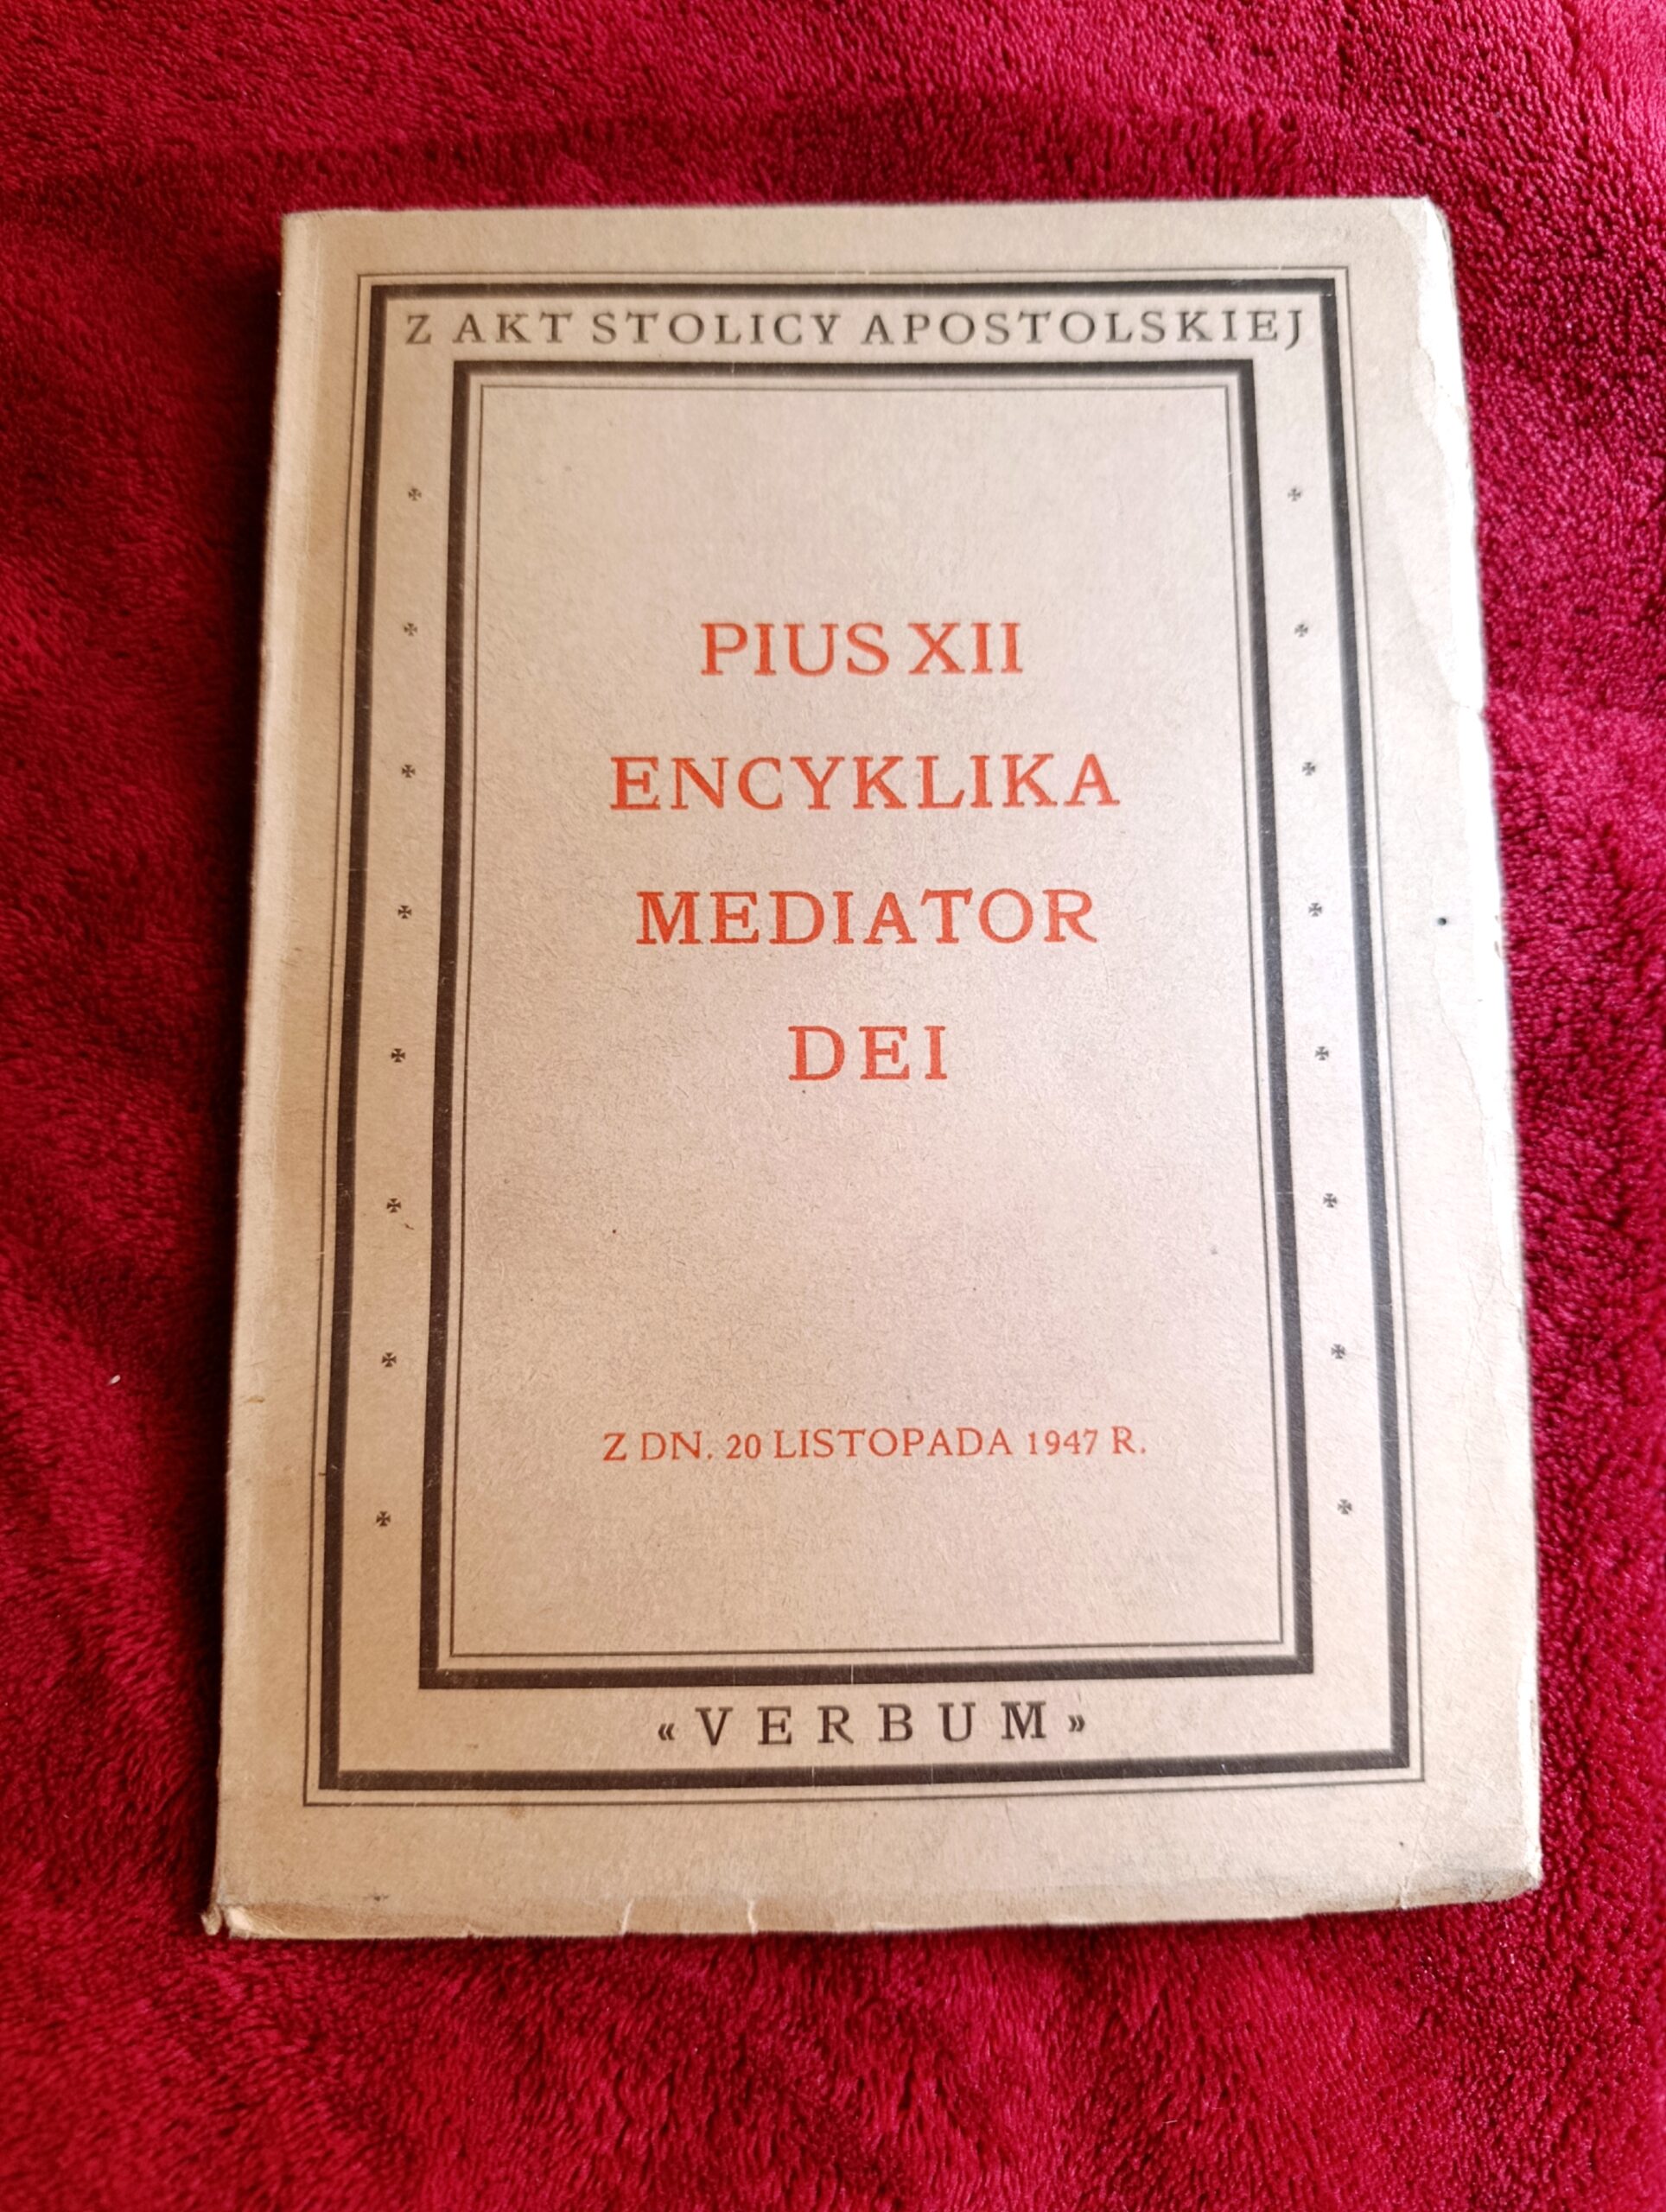 Z AKT STOLICY APOSTOLSKIEJ
PIUS XII
ENCYKLIKA
MEDIATOR
DEI
Z DN. 20 LISTOPADA 1947 R.
«VERBUM»